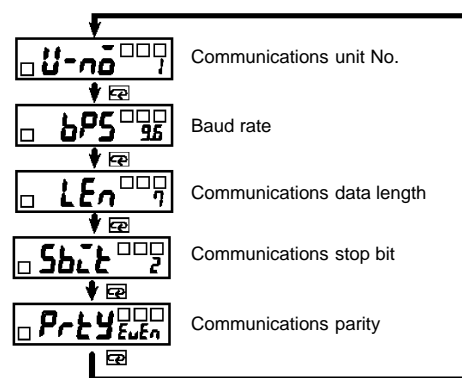 U-no 1
Communications unit No.
bPS 9.6
Baud rate
LEn 7
Communications data length
Sbit 2
Communications stop bit
PrtY EuEn
Communications parity